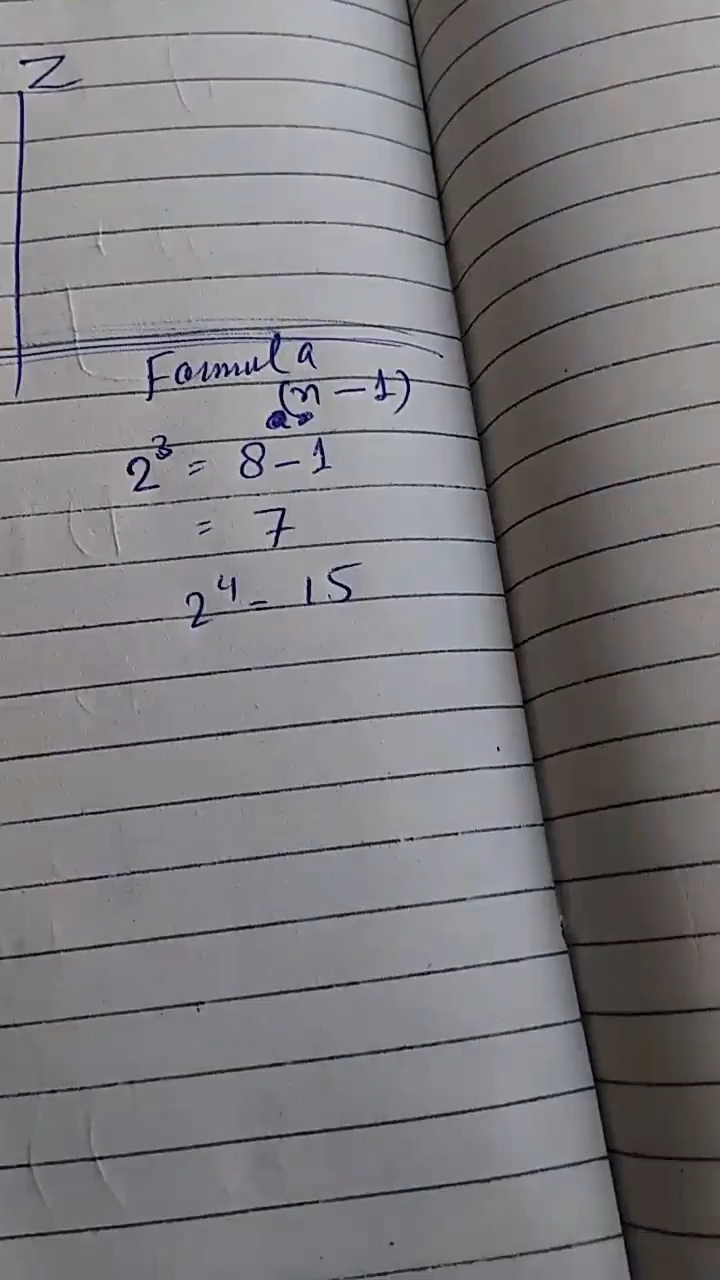 Z
Formula
(n - 1)
2³ = 8 - 1
= 7
2⁴ = 15